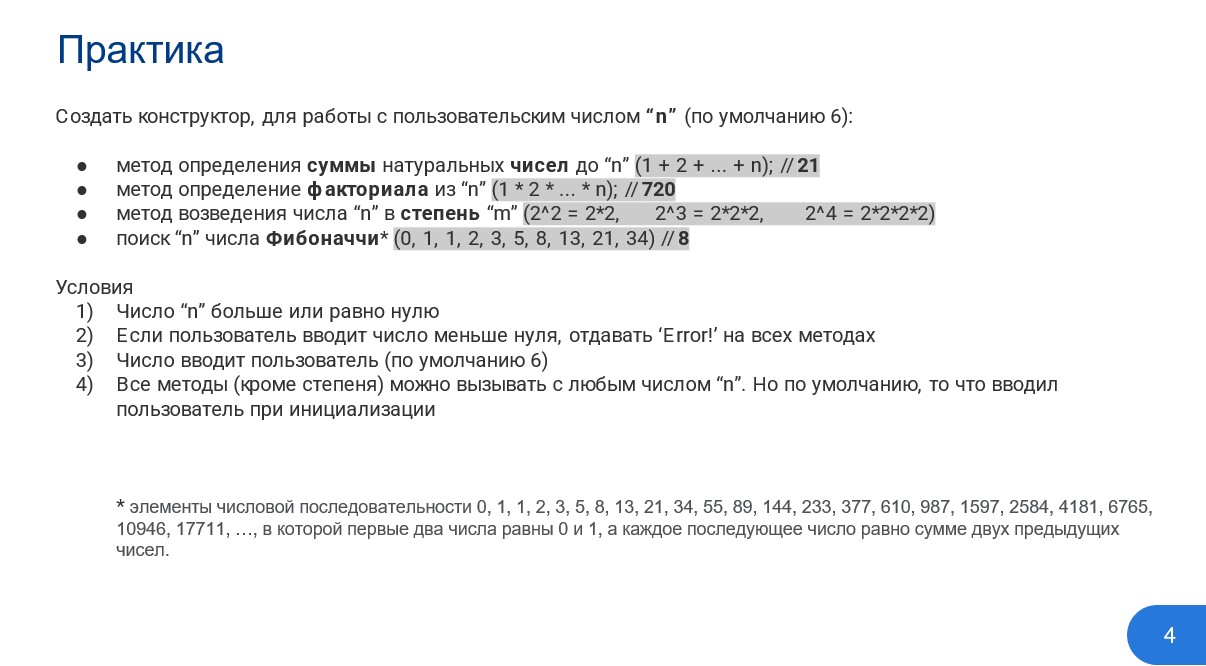 Практика
Создать конструктор, для работы с пользовательским числом “n” (по умолчанию 6):
● метод определения суммы натуральных чисел до “n” (1 + 2 + ... + n); // 21
● метод определение факториала из “n” (1 * 2 * ... * n); // 720
● метод возведения числа “n” в степень “m” (2^2 = 2*2, 2^3 = 2*2*2, 2^4 = 2*2*2*2)
● поиск “n” числа Фибоначчи* (0, 1, 1, 2, 3, 5, 8, 13, 21, 34) // 8
Условия
1) Число “n” больше или равно нулю
2) Если пользователь вводит число меньше нуля, отдавать ‘Error!’ на всех методах
3) Число вводит пользователь (по умолчанию 6)
4) Все методы (кроме степеня) можно вызывать с любым числом “n”. Но по умолчанию, то что вводил
пользователь при инициализации
* элементы числовой последовательности 0, 1, 1, 2, 3, 5, 8, 13, 21, 34, 55, 89, 144, 233, 377, 610, 987, 1597, 2584, 4181, 6765,
10946, 17711, …, в которой первые два числа равны 0 и 1, а каждое последующее число равно сумме двух предыдущих
чисел.
4